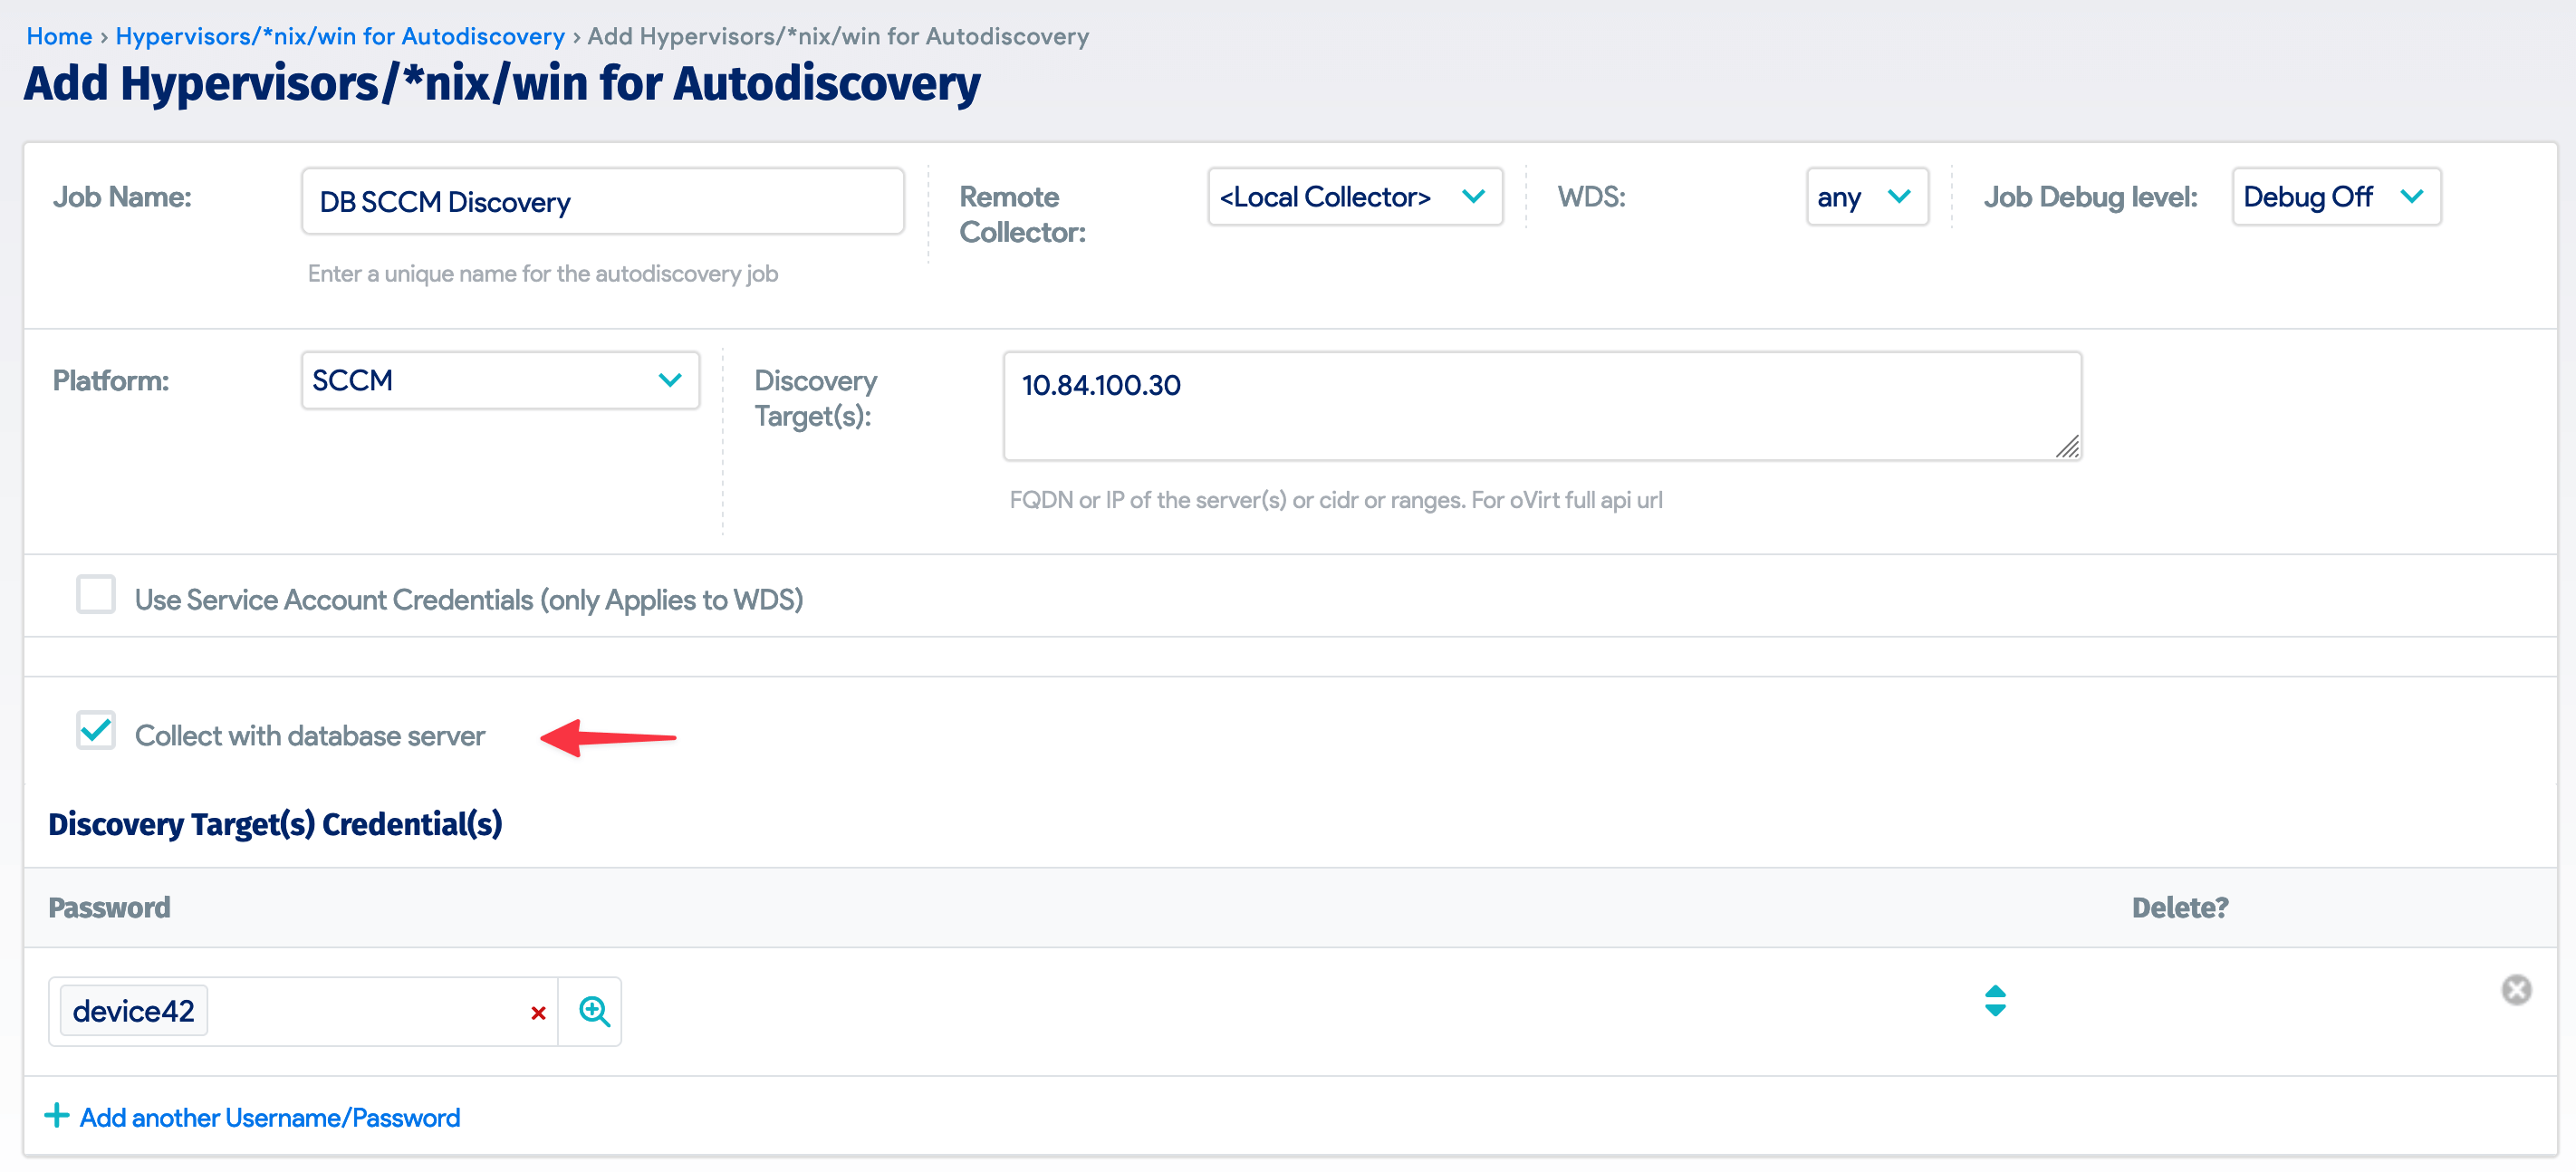 Home › Hypervisors/*nix/win for Autodiscovery › Add Hypervisors/*nix/win for Autodiscovery
Add Hypervisors/*nix/win for Autodiscovery
Job Name:
DB SCCM Discovery
Enter a unique name for the autodiscovery job
Remote
Collector:
<Local Collector>
WDS:
any
Job Debug level:
Debug Off
Platform:
SCCM
Discovery
Target(s):
10.84.100.30
FQDN or IP of the server(s) or cidr or ranges. For oVirt full api url
Use Service Account Credentials (only Applies to WDS)
Collect with database server
Discovery Target(s) Credential(s)
Password
Delete?
device42
Add another Username/Password